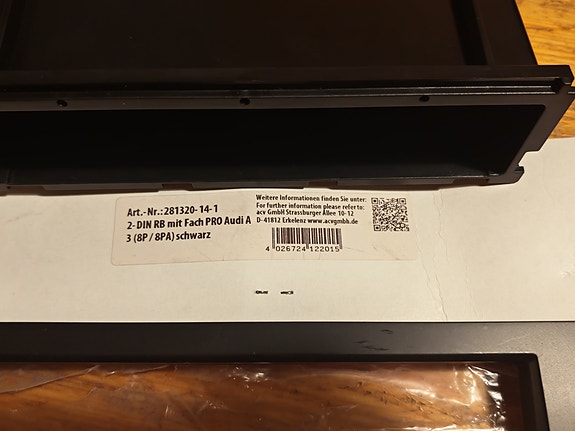 Art.-Nr.:281320-14-1
2-DIN RB mit Fach PRO Audi A
3 (8P / 8PA) schwarz
Weitere Informationen finden Sie unter:
For further information please refer to:
acv GmbH Strassburger Allee 10-12
D- 41812 Erkelenz www.acvgmbh.de
4 026724 122015